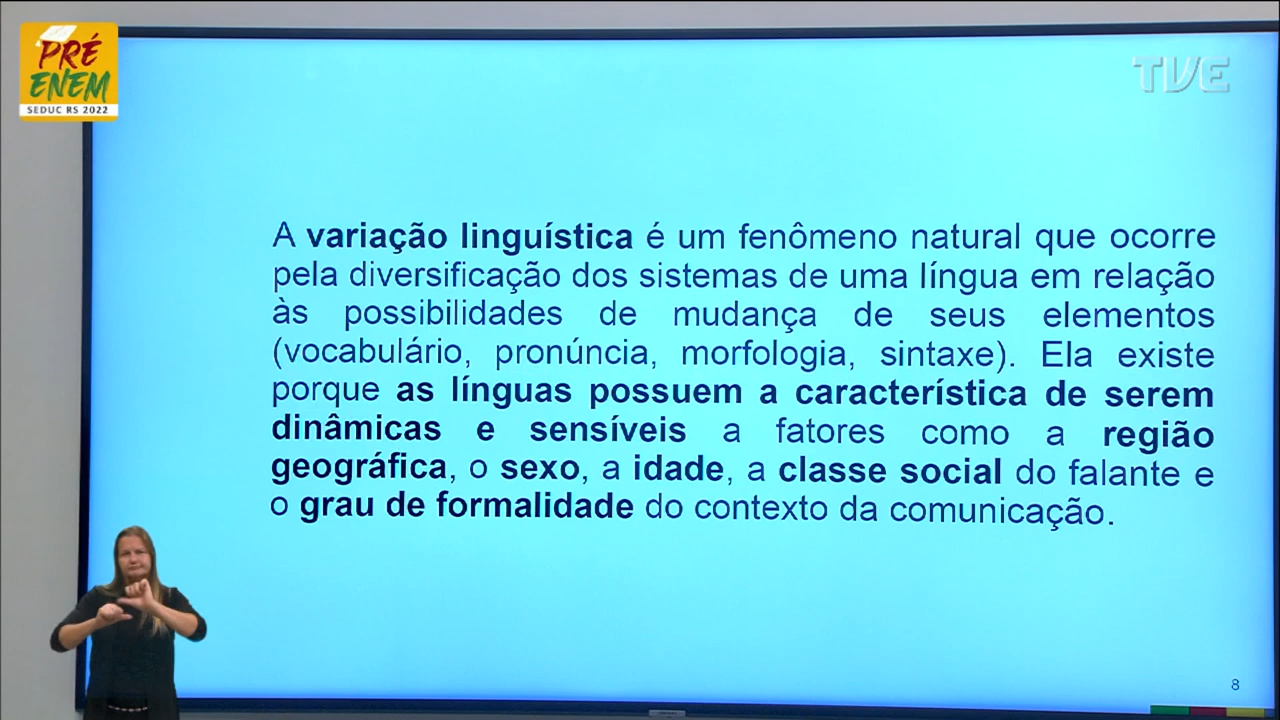 PRÉ
ENEM
SEDUC RS 2022
TVE
A variação linguística é um fenômeno natural que ocorre
pela diversificação dos sistemas de uma língua em relação
às possibilidades de mudança de seus elementos
(vocabulário, pronúncia, morfologia, sintaxe). Ela existe
porque as línguas possuem a característica de serem
dinâmicas e sensíveis a fatores como a região
geográfica, o sexo, a idade, a classe social do falante e
o grau de formalidade do contexto da comunicação.
8